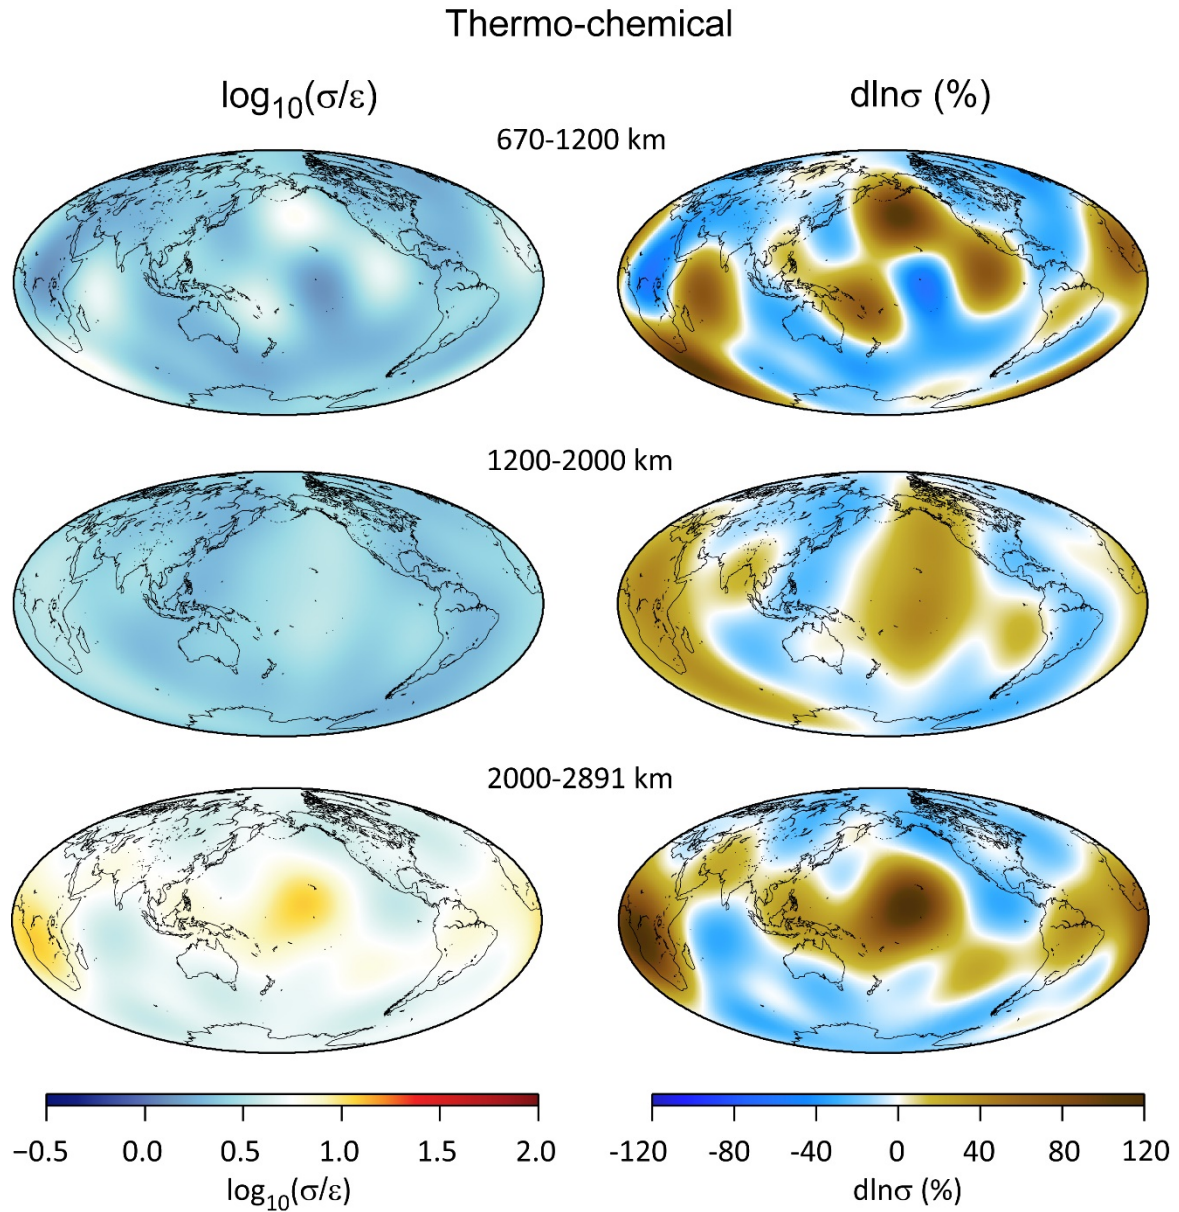 Thermo-chemical
log₁₀(σ/ε) dlnσ (%)
670-1200 km
1200-2000 km
2000-2891 km
−0.5 0.0 0.5 1.0 1.5 2.0 -120 -80 -40 0 40 80 120
log₁₀(σ/ε) dlnσ (%)